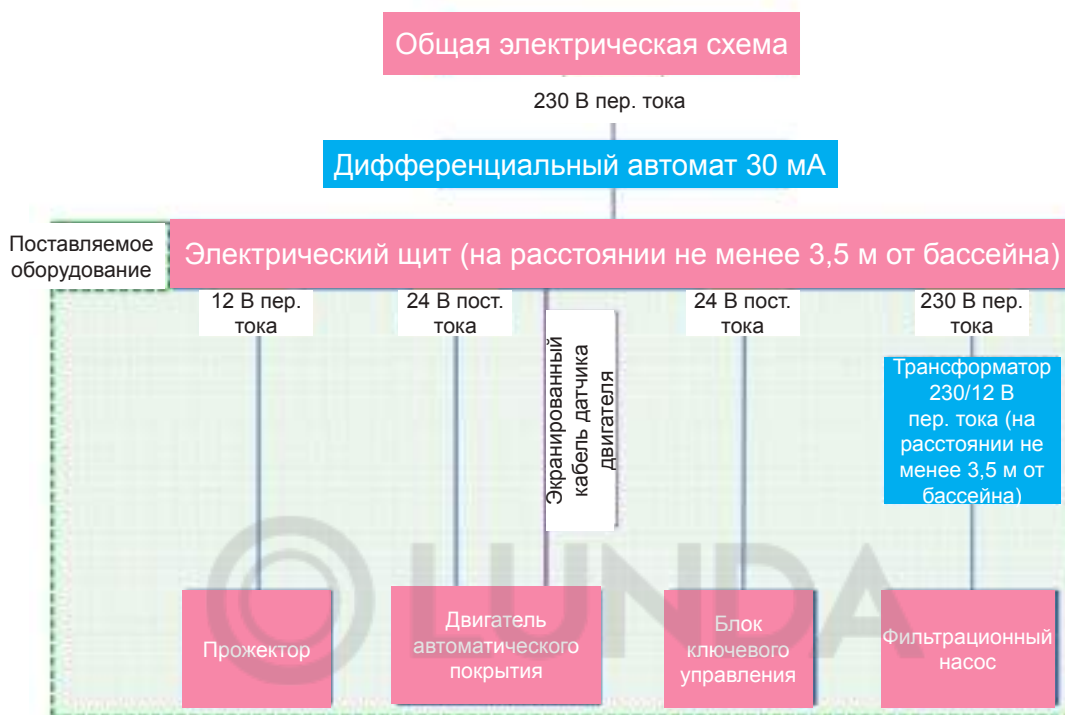 Общая электрическая схема
230 В пер. тока
Дифференциальный автомат 30 мА
Поставляемое
оборудование
Электрический щит (на расстоянии не менее 3,5 м от бассейна)
12 В пер.
тока
24 В пост.
тока
Экранированный
кабель датчика
двигателя
24 В пост.
тока
230 В пер.
тока
Трансформатор
230/12 В
пер. тока (на
расстоянии не
менее 3,5 м от
бассейна)
Прожектор
Двигатель
автоматического
покрытия
Блок
ключевого
управления
Фильтрационный
насос
LUNDA